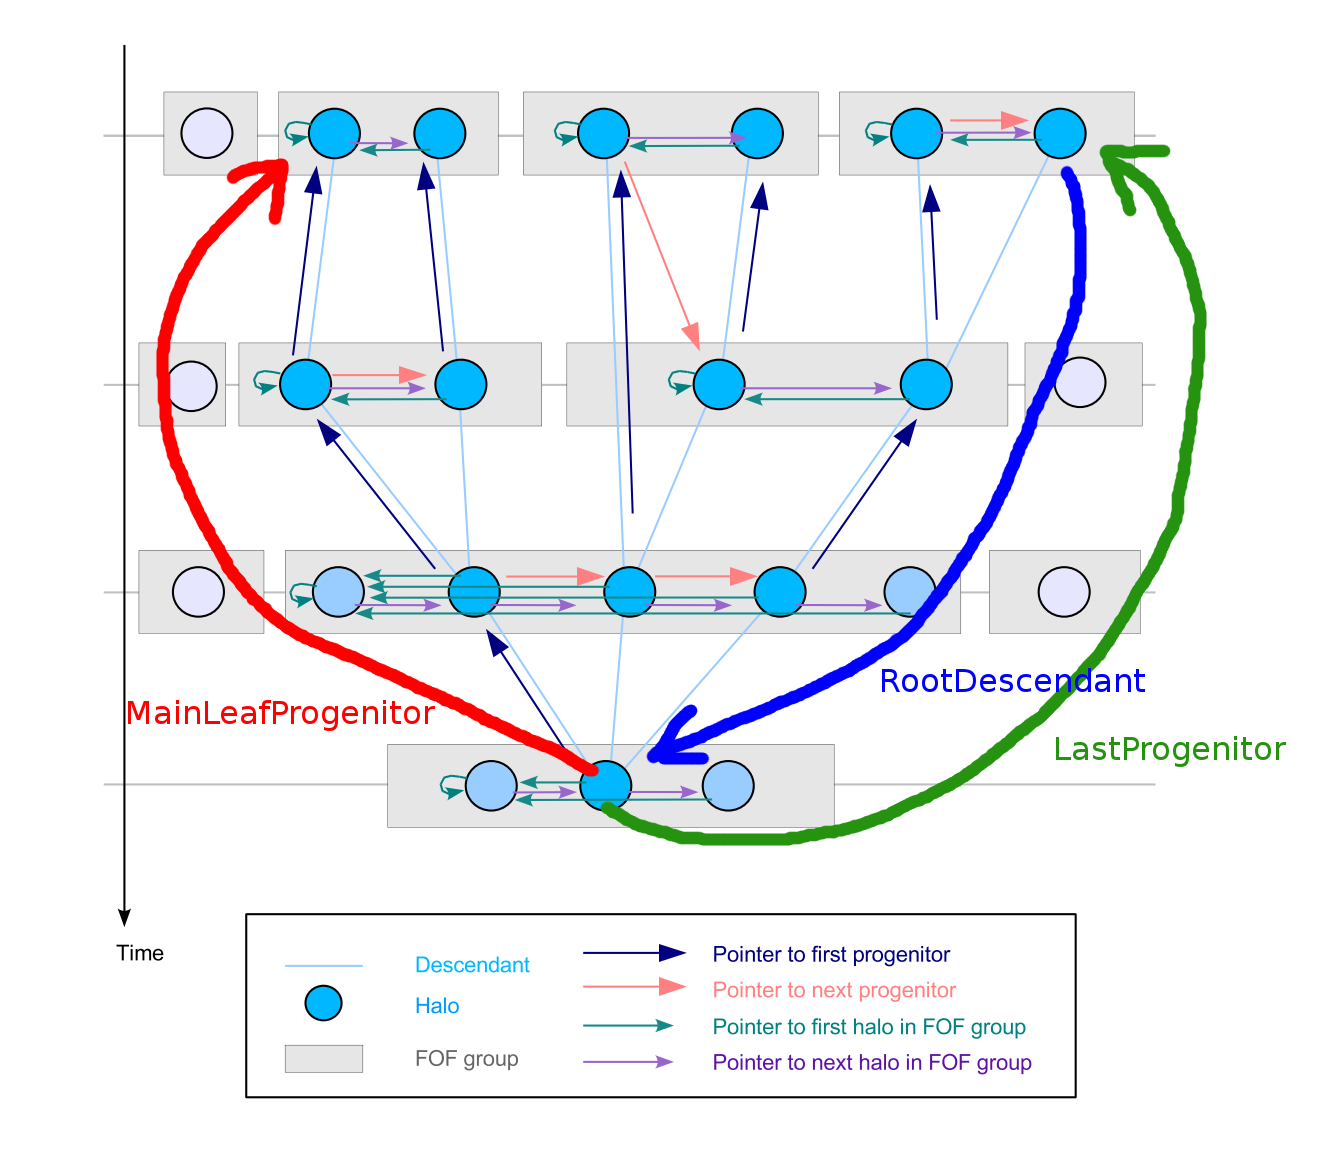 RootDescendant
MainLeafProgenitor
LastProgenitor
Time
Descendant
Halo
FOF group
Pointer to first progenitor
Pointer to next progenitor
Pointer to first halo in FOF group
Pointer to next halo in FOF group